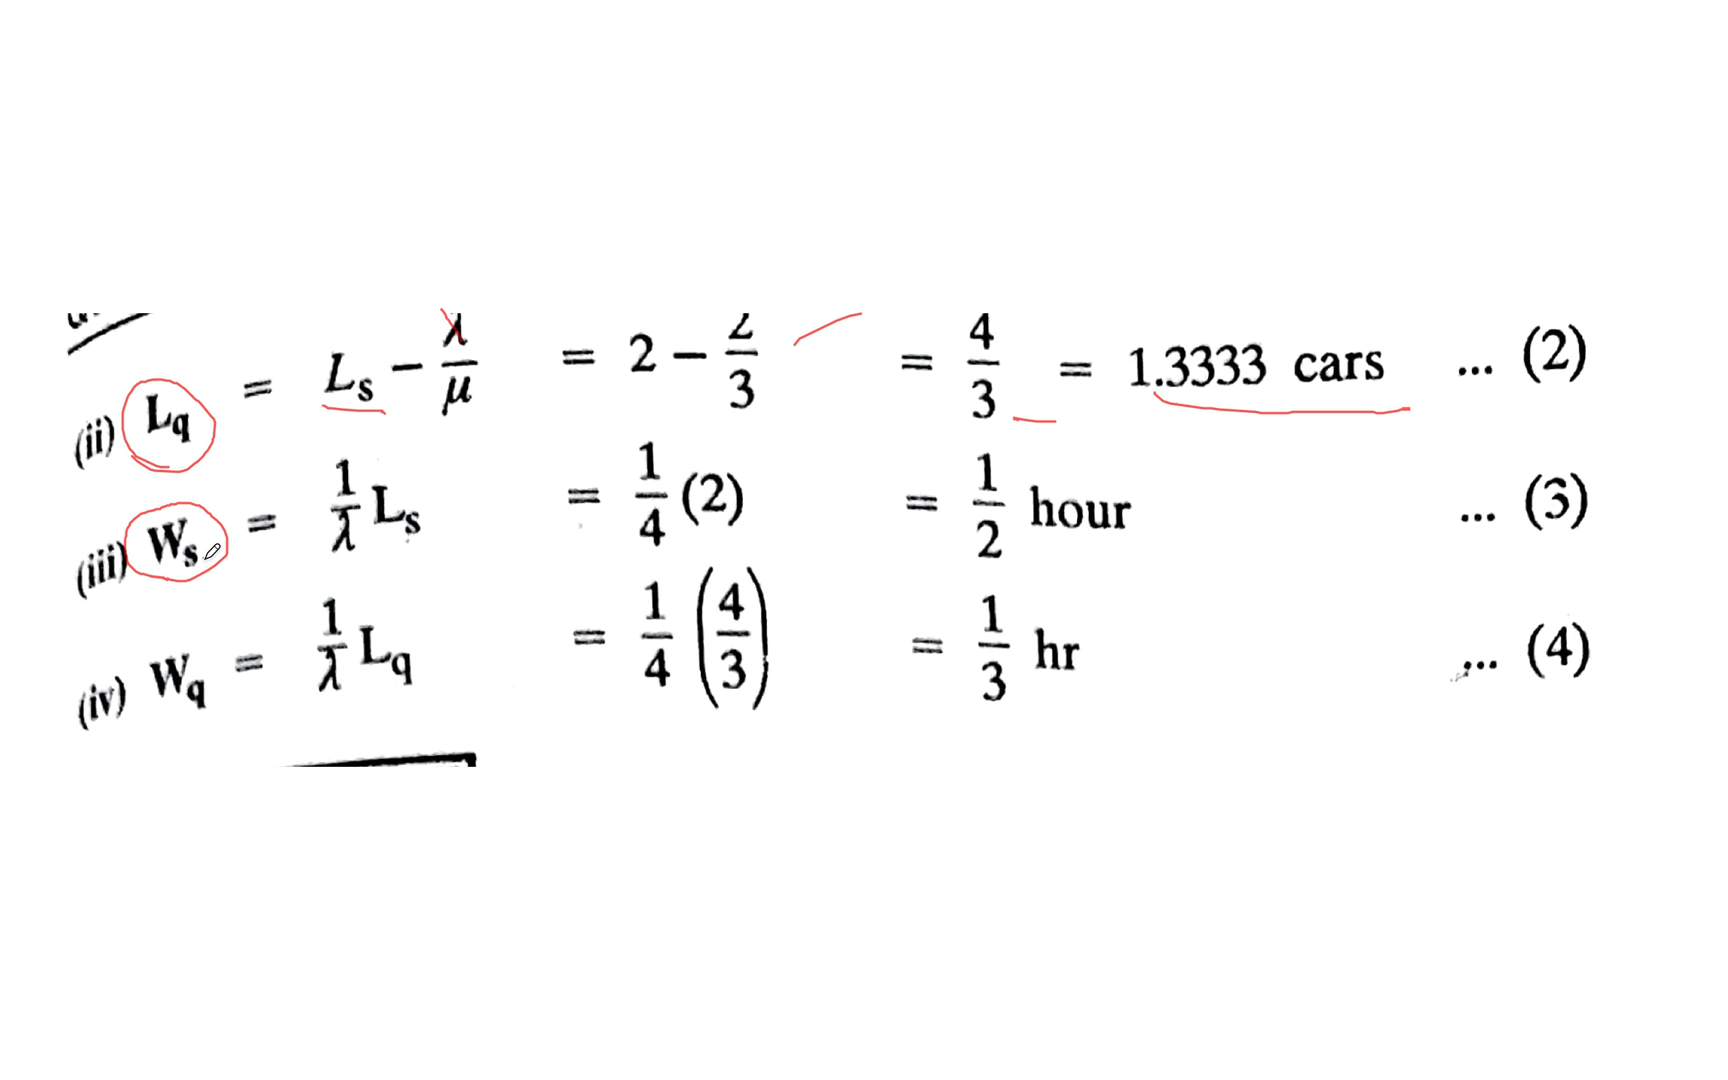 (ii) Lq = Ls − λ/μ = 2 − 2/3 = 4/3 = 1.3333 cars ... (2)
(iii) Ws = 1/λ Ls = 1/4 (2) = 1/2 hour ... (3)
(iv) Wq = 1/λ Lq = 1/4 (4/3) = 1/3 hr ... (4)